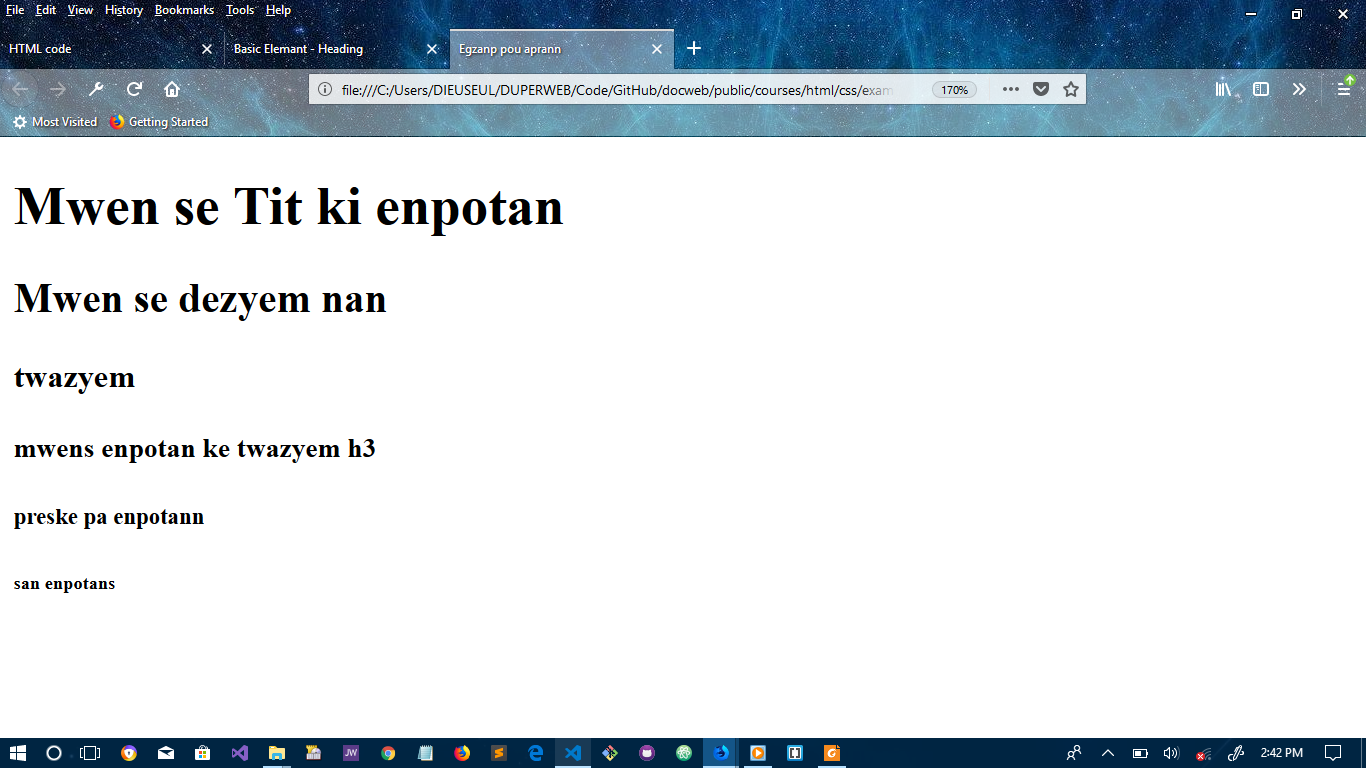 File Edit View History Bookmarks Tools Help
HTML code
Basic Elemant - Heading
Egzanp pou aprann
file:///C:/Users/DIEUSEUL/DUPERWEB/Code/GitHub/docweb/public/courses/html/css/exam
170%
Most Visited
Getting Started
Mwen se Tit ki enpotan
Mwen se dezyem nan
twazyem
mwens enpotan ke twazyem h3
preske pa enpotann
san enpotans
JW
2:42 PM